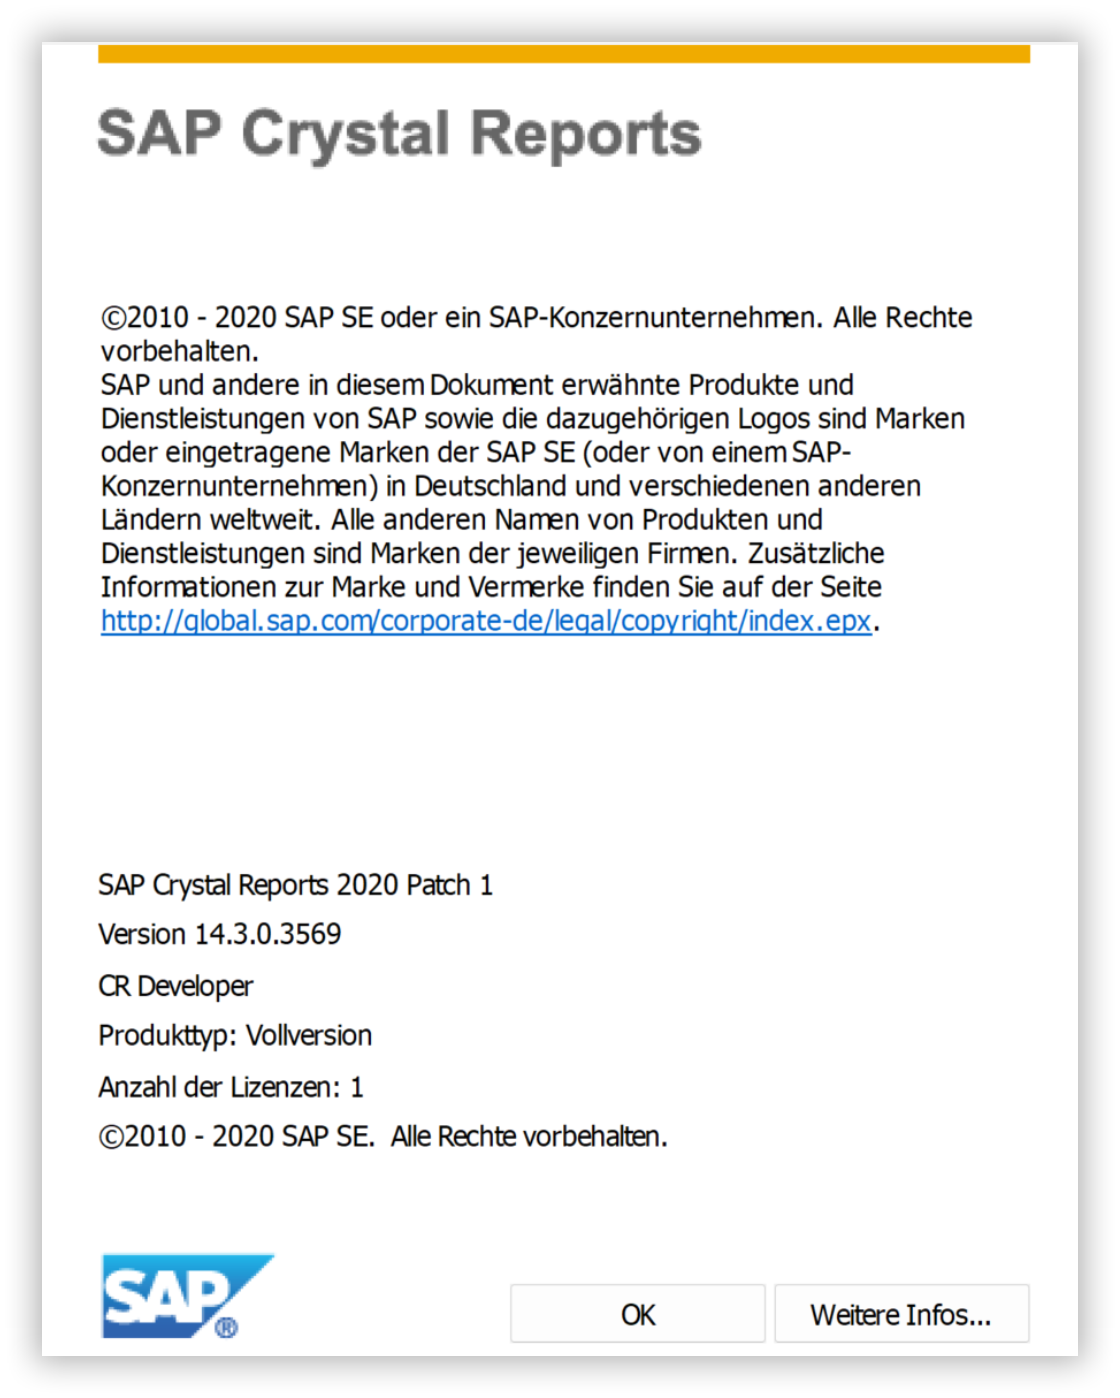 SAP Crystal Reports
©2010 - 2020 SAP SE oder ein SAP-Konzernunternehmen. Alle Rechte
vorbehalten.
SAP und andere in diesem Dokument erwähnte Produkte und
Dienstleistungen von SAP sowie die dazugehörigen Logos sind Marken
oder eingetragene Marken der SAP SE (oder von einem SAP-
Konzernunternehmen) in Deutschland und verschiedenen anderen
Ländern weltweit. Alle anderen Namen von Produkten und
Dienstleistungen sind Marken der jeweiligen Firmen. Zusätzliche
Informationen zur Marke und Vermerke finden Sie auf der Seite
http://global.sap.com/corporate-de/legal/copyright/index.epx.
SAP Crystal Reports 2020 Patch 1
Version 14.3.0.3569
CR Developer
Produkttyp: Vollversion
Anzahl der Lizenzen: 1
©2010 - 2020 SAP SE. Alle Rechte vorbehalten.
SAP®
OK
Weitere Infos...